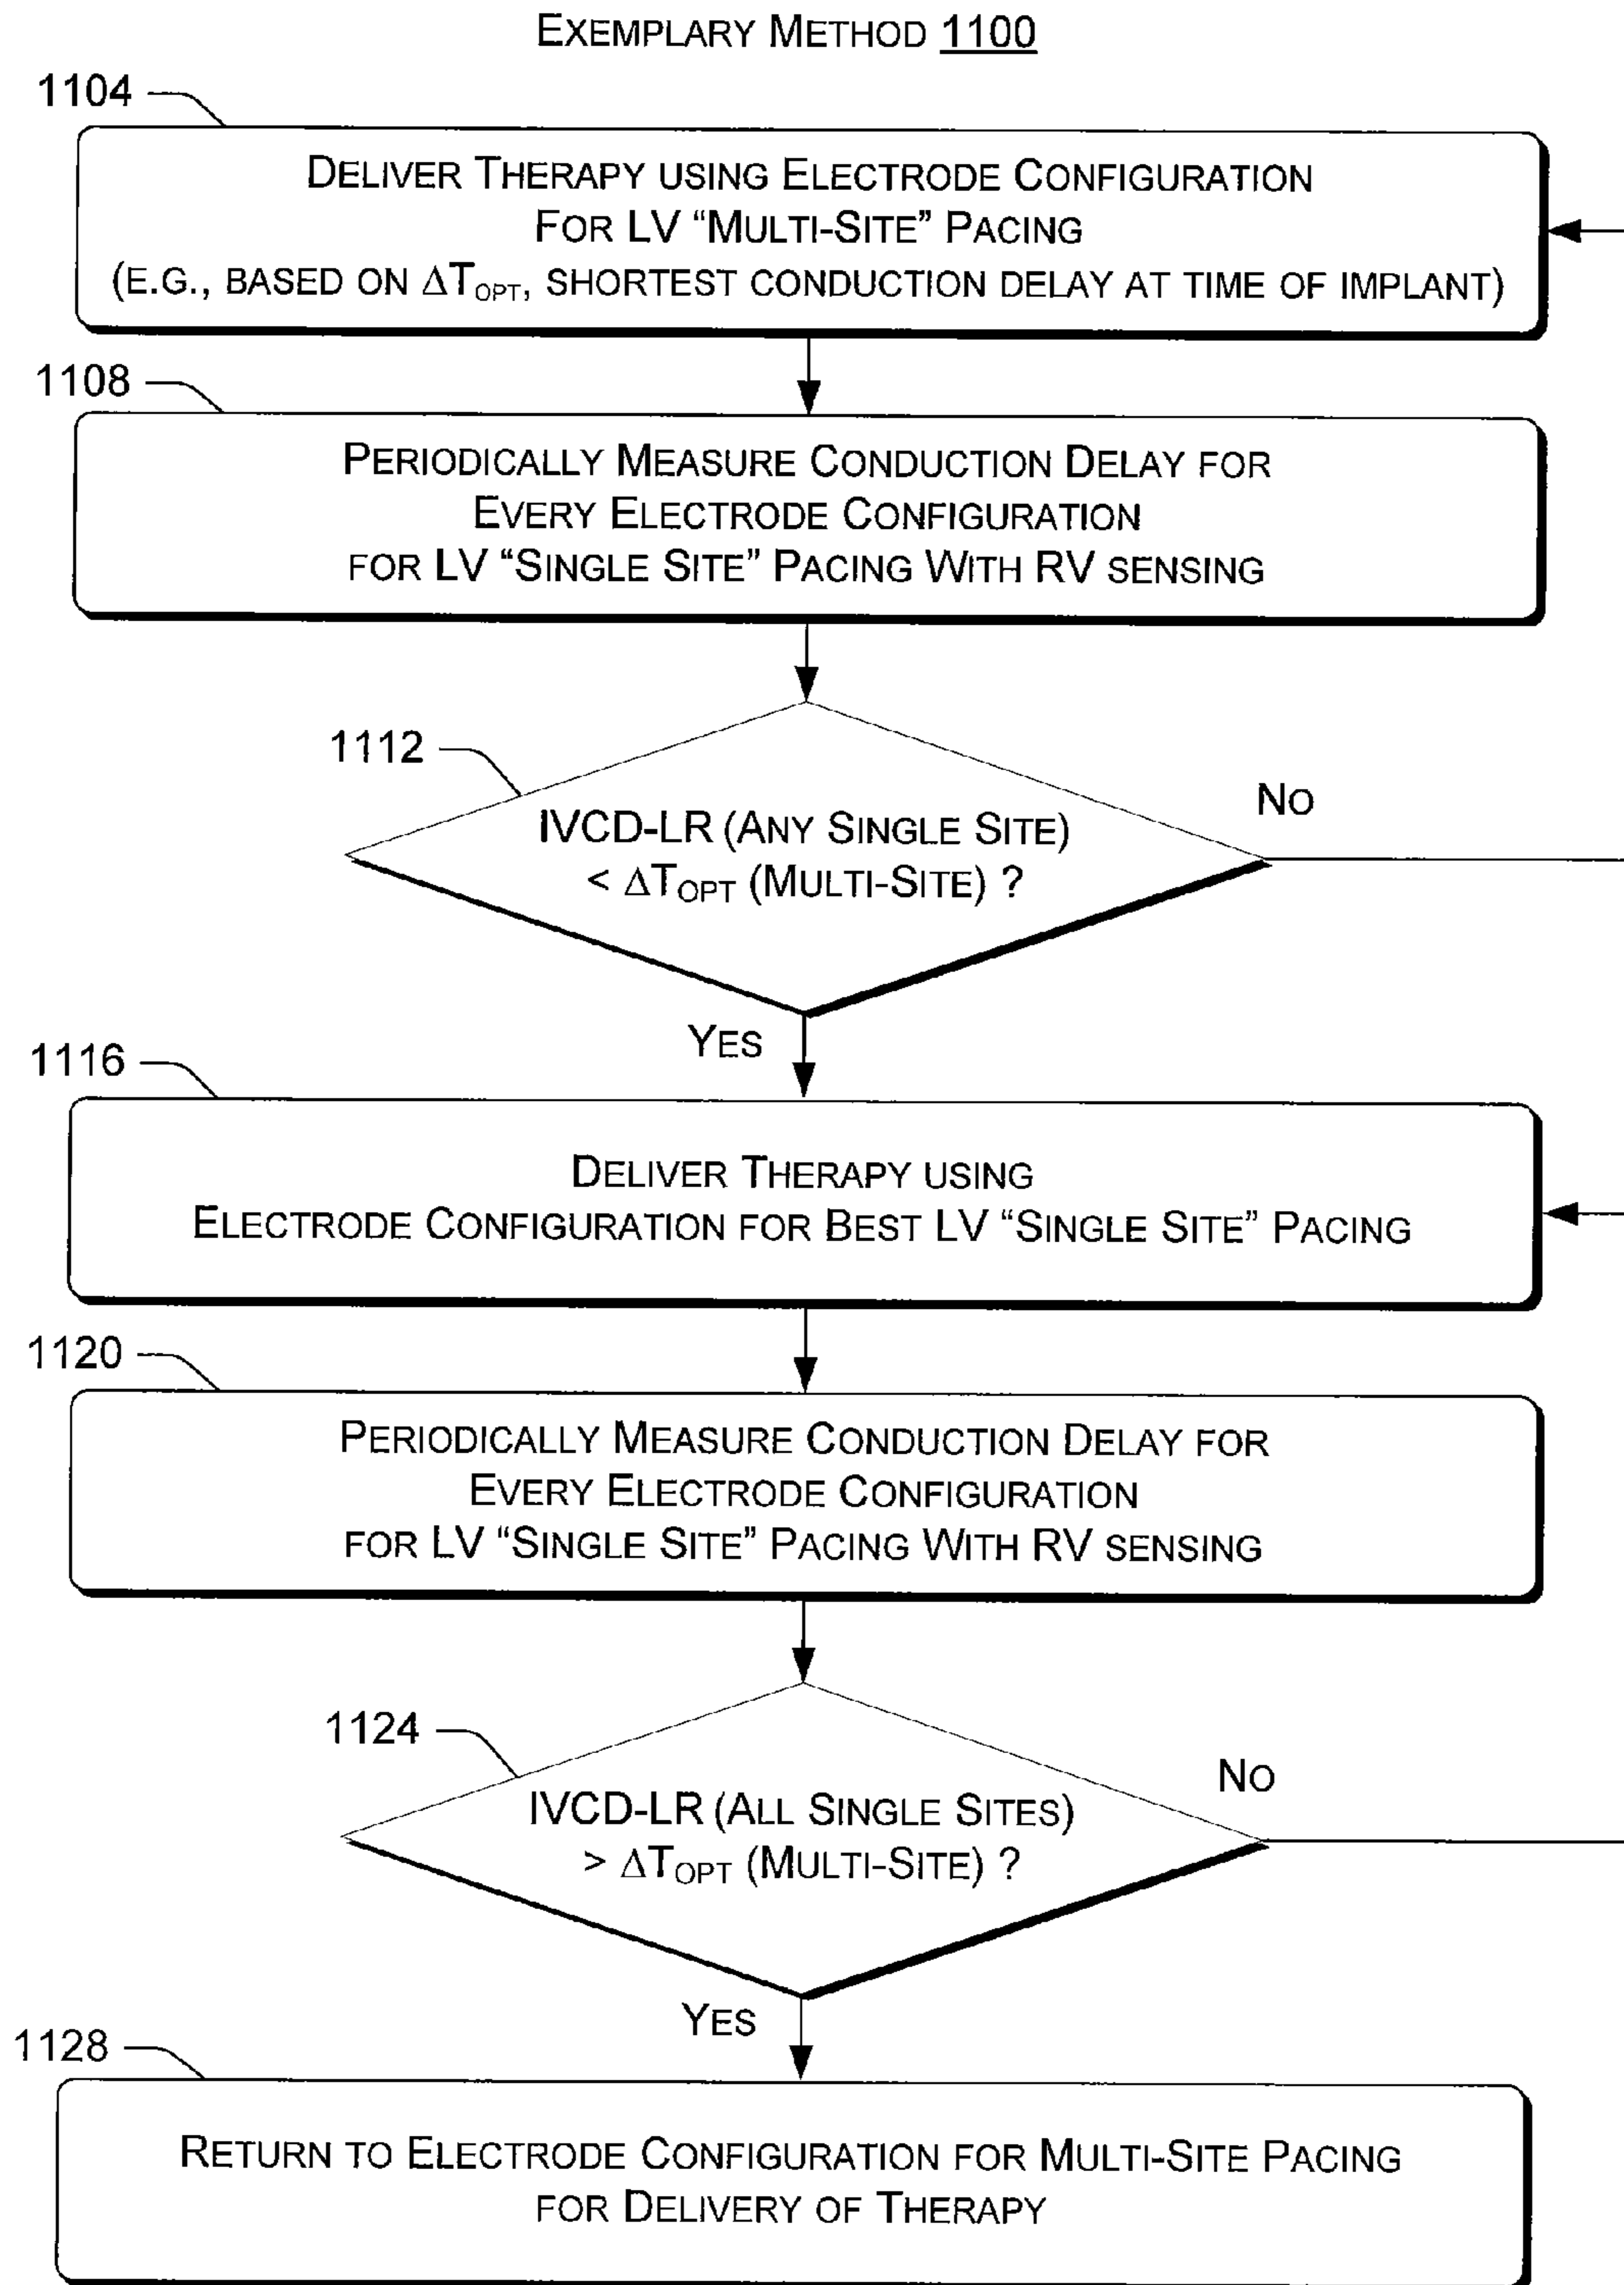 EXEMPLARY METHOD 1100
1104
DELIVER THERAPY USING ELECTRODE CONFIGURATION
FOR LV “MULTI-SITE” PACING
(E.G., BASED ON ΔTOPT, SHORTEST CONDUCTION DELAY AT TIME OF IMPLANT)
1108
PERIODICALLY MEASURE CONDUCTION DELAY FOR
EVERY ELECTRODE CONFIGURATION
FOR LV “SINGLE SITE” PACING WITH RV SENSING
1112
IVCD-LR (ANY SINGLE SITE)
< ΔTOPT (MULTI-SITE) ?
NO
YES
1116
DELIVER THERAPY USING
ELECTRODE CONFIGURATION FOR BEST LV “SINGLE SITE” PACING
1120
PERIODICALLY MEASURE CONDUCTION DELAY FOR
EVERY ELECTRODE CONFIGURATION
FOR LV “SINGLE SITE” PACING WITH RV SENSING
1124
IVCD-LR (ALL SINGLE SITES)
> ΔTOPT (MULTI-SITE) ?
NO
YES
1128
RETURN TO ELECTRODE CONFIGURATION FOR MULTI-SITE PACING
FOR DELIVERY OF THERAPY